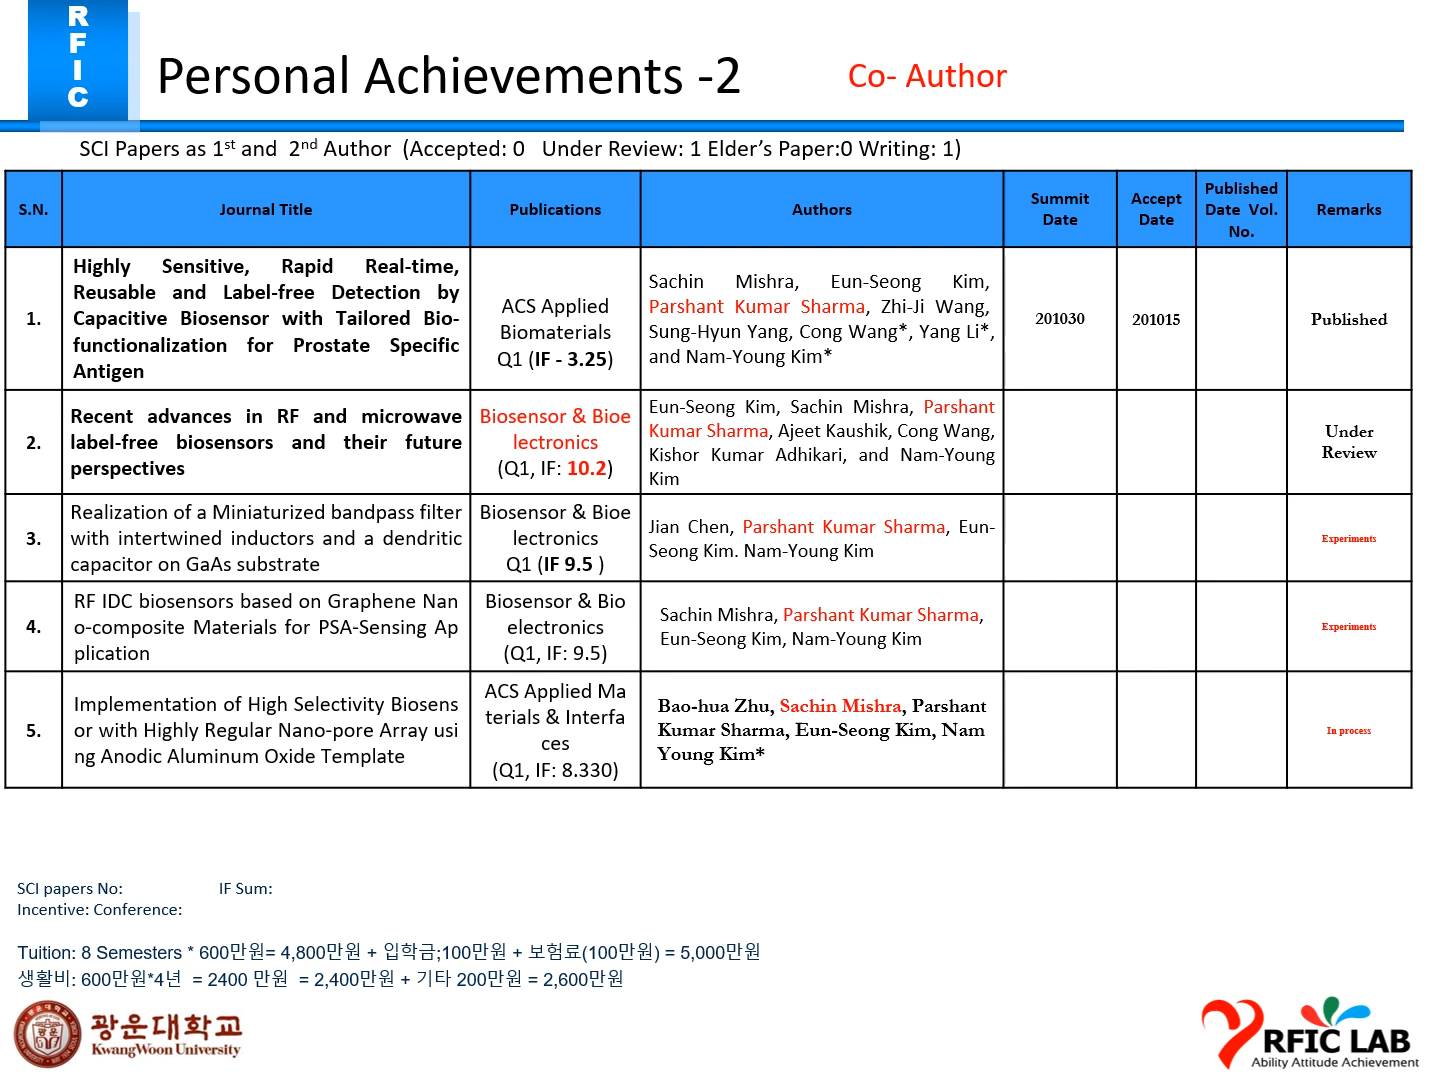 R
F
I
C
Personal Achievements -2
Co- Author
SCI Papers as 1st and 2nd Author (Accepted: 0 Under Review: 1 Elder's Paper:0 Writing: 1)
S.N.
Journal Title
Publications
Authors
Summit
Date
Accept
Date
Published
Date Vol.
No.
Remarks
1.
Highly Sensitive, Rapid Real-time,
Reusable and Label-free Detection by
Capacitive Biosensor with Tailored Bio-
functionalization for Prostate Specific
Antigen
ACS Applied
Biomaterials
Q1 (IF - 3.25)
Sachin Mishra, Eun-Seong Kim,
Parshant Kumar Sharma, Zhi-Ji Wang,
Sung-Hyun Yang, Cong Wang*, Yang Li*,
and Nam-Young Kim*
201030
201015
Published
2.
Recent advances in RF and microwave
label-free biosensors and their future
perspectives
Biosensor & Bioe
lectronics
(Q1, IF: 10.2)
Eun-Seong Kim, Sachin Mishra, Parshant
Kumar Sharma, Ajeet Kaushik, Cong Wang,
Kishor Kumar Adhikari, and Nam-Young
Kim
Under
Review
3.
Realization of a Miniaturized bandpass filter
with intertwined inductors and a dendritic
capacitor on GaAs substrate
Biosensor & Bioe
lectronics
Q1 (IF 9.5 )
Jian Chen, Parshant Kumar Sharma, Eun-
Seong Kim. Nam-Young Kim
Experiments
4.
RF IDC biosensors based on Graphene Nan
o-composite Materials for PSA-Sensing Ap
plication
Biosensor & Bio
electronics
(Q1, IF: 9.5)
Sachin Mishra, Parshant Kumar Sharma,
Eun-Seong Kim, Nam-Young Kim
Experiments
5.
Implementation of High Selectivity Biosens
or with Highly Regular Nano-pore Array usi
ng Anodic Aluminum Oxide Template
ACS Applied Ma
terials & Interfa
ces
(Q1, IF: 8.330)
Bao-hua Zhu, Sachin Mishra, Parshant
Kumar Sharma, Eun-Seong Kim, Nam
Young Kim*
In process
SCI papers No: IF Sum:
Incentive: Conference:
Tuition: 8 Semesters * 600만원= 4,800만원 + 입학금;100만원 + 보험료(100만원) = 5,000만원
생활비: 600만원*4년 = 2400 만원 = 2,400만원 + 기타 200만원 = 2,600만원
광운대학교
KwangWoon University
RFIC LAB
Ability Attitude Achievement